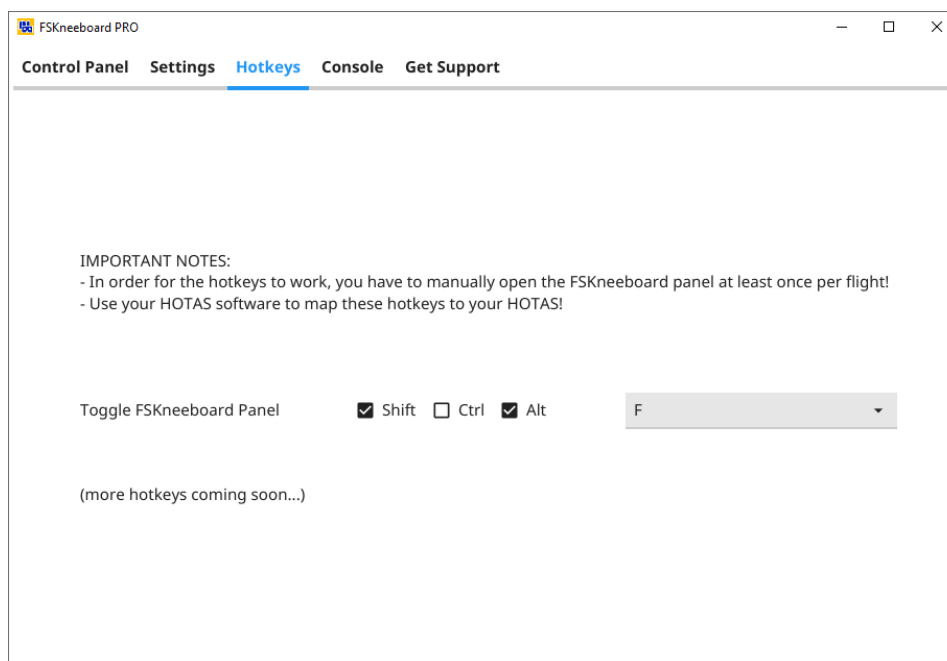 FSKneeboard PRO
Control Panel Settings Hotkeys Console Get Support
IMPORTANT NOTES:
- In order for the hotkeys to work, you have to manually open the FSKneeboard panel at least once per flight!
- Use your HOTAS software to map these hotkeys to your HOTAS!
Toggle FSKneeboard Panel Shift Ctrl Alt F
(more hotkeys coming soon...)